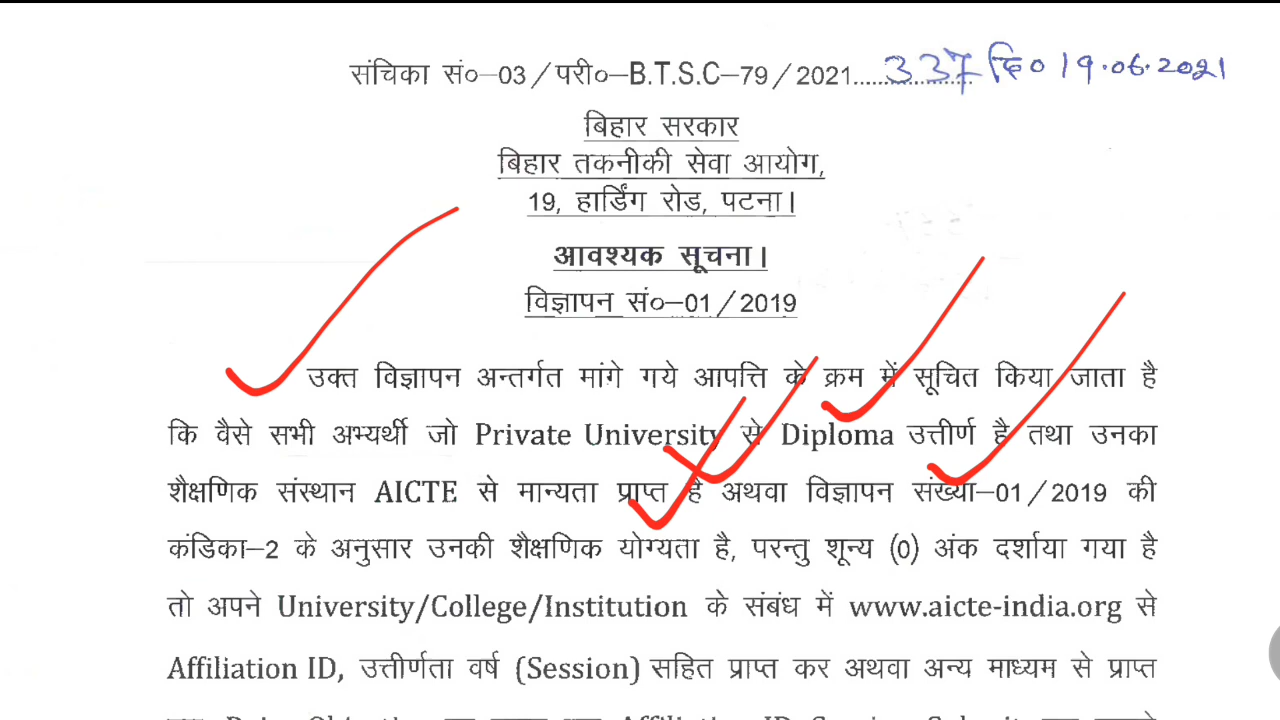 संचिका सं०-03/परी०-B.T.S.C-79/2021....................337 दि० 19.06.2021
बिहार सरकार
बिहार तकनीकी सेवा आयोग,
19, हार्डिंग रोड, पटना।
आवश्यक सूचना।
विज्ञापन सं०-01/2019
उक्त विज्ञापन अन्तर्गत मांगे गये आपत्ति के क्रम में सूचित किया जाता है
कि वैसे सभी अभ्यर्थी जो Private University से Diploma उत्तीर्ण है तथा उनका
शैक्षणिक संस्थान AICTE से मान्यता प्राप्त है अथवा विज्ञापन संख्या-01/2019 की
कंडिका-2 के अनुसार उनकी शैक्षणिक योग्यता है, परन्तु शून्य (0) अंक दर्शाया गया है
तो अपने University/College/Institution के संबंध में www.aicte-india.org से
Affiliation ID, उत्तीर्णता वर्ष (Session) सहित प्राप्त कर अथवा अन्य माध्यम से प्राप्त